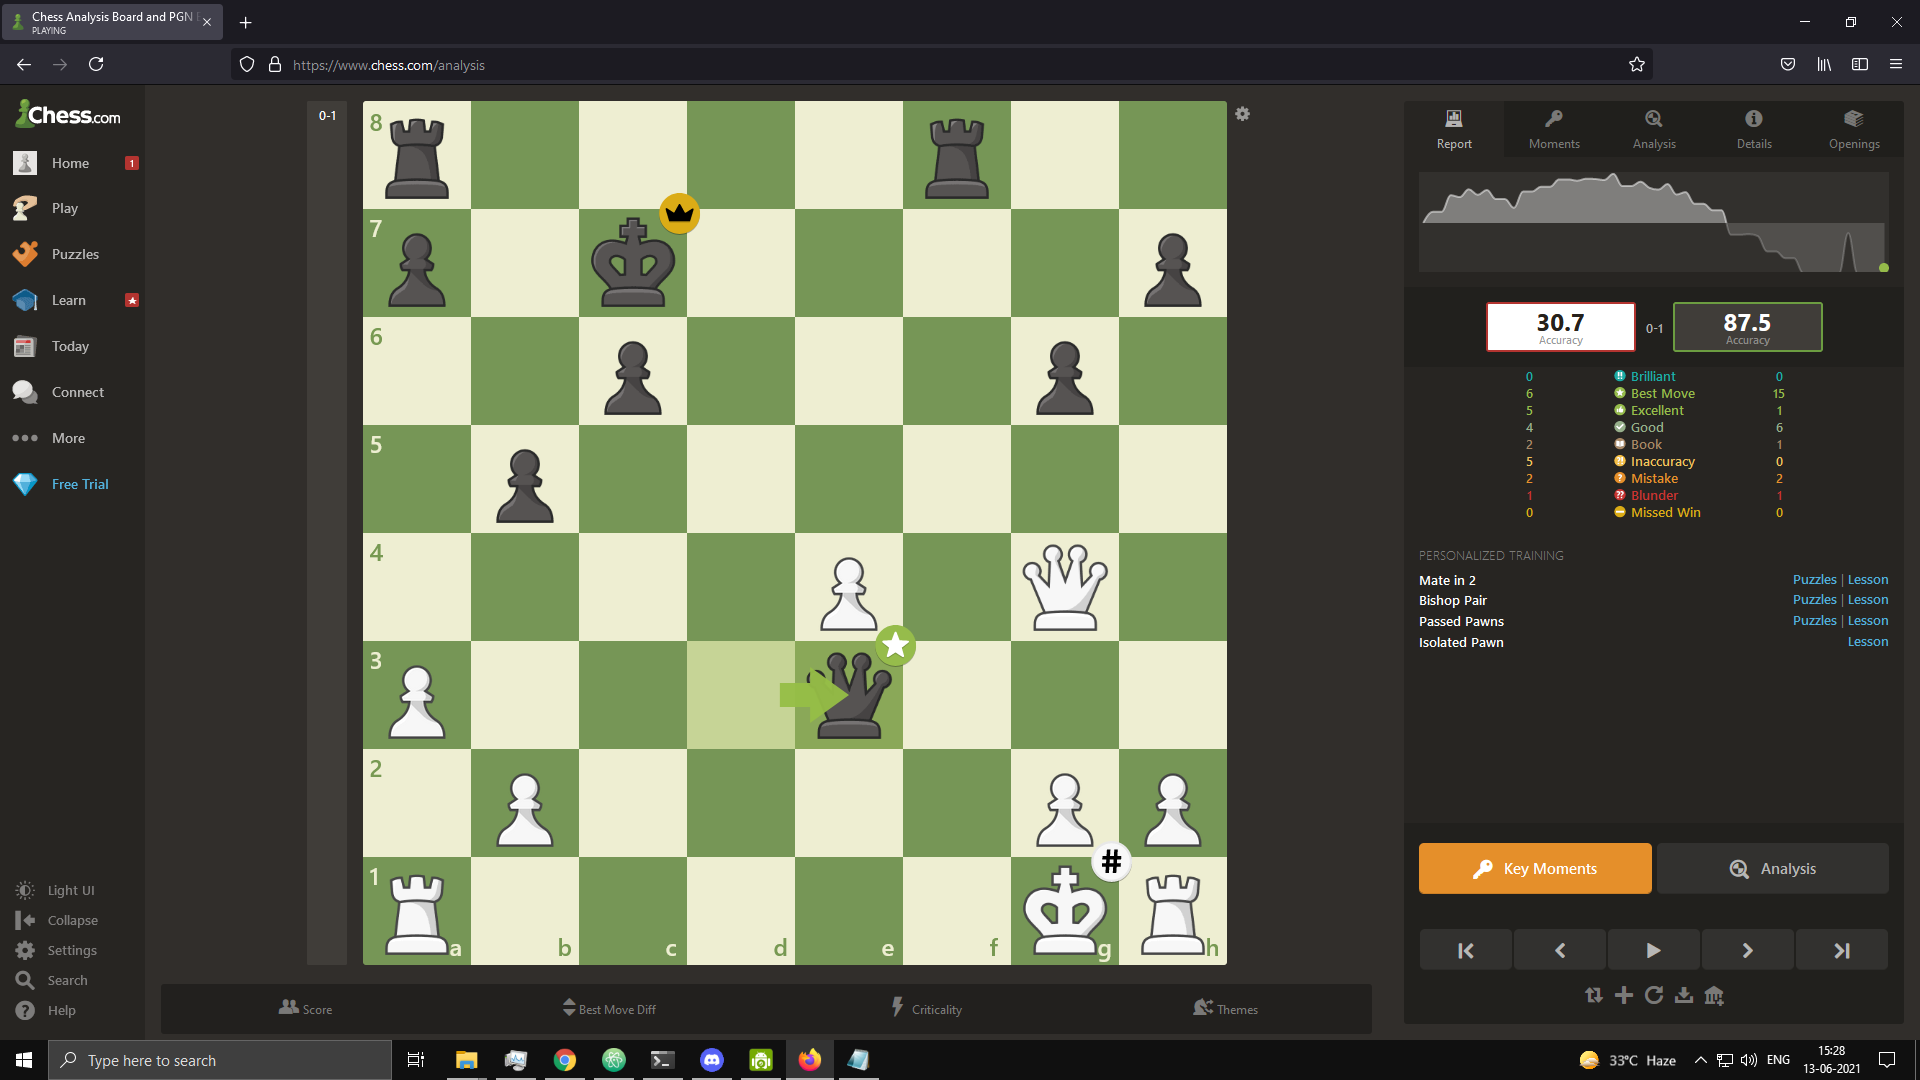 Chess Analysis Board and PGN
PLAYING
https://www.chess.com/analysis
Chess.com
Home
1
Play
Puzzles
Learn
Today
Connect
More
Free Trial
Light UI
Collapse
Settings
Search
Help
0-1
8
7
6
5
4
3
2
1
a
b
c
d
e
f
g
h
#
Score
Best Move Diff
Criticality
Themes
Report
Moments
Analysis
Details
Openings
30.7
Accuracy
0-1
87.5
Accuracy
0 !! Brilliant 0
6 Best Move 15
5 Excellent 1
4 Good 6
2 Book 1
5 ?! Inaccuracy 0
2 ? Mistake 2
1 ?? Blunder 1
0 Missed Win 0
PERSONALIZED TRAINING
Mate in 2 Puzzles | Lesson
Bishop Pair Puzzles | Lesson
Passed Pawns Puzzles | Lesson
Isolated Pawn Lesson
Key Moments
Analysis
Type here to search
33°C Haze
ENG
15:28
13-06-2021